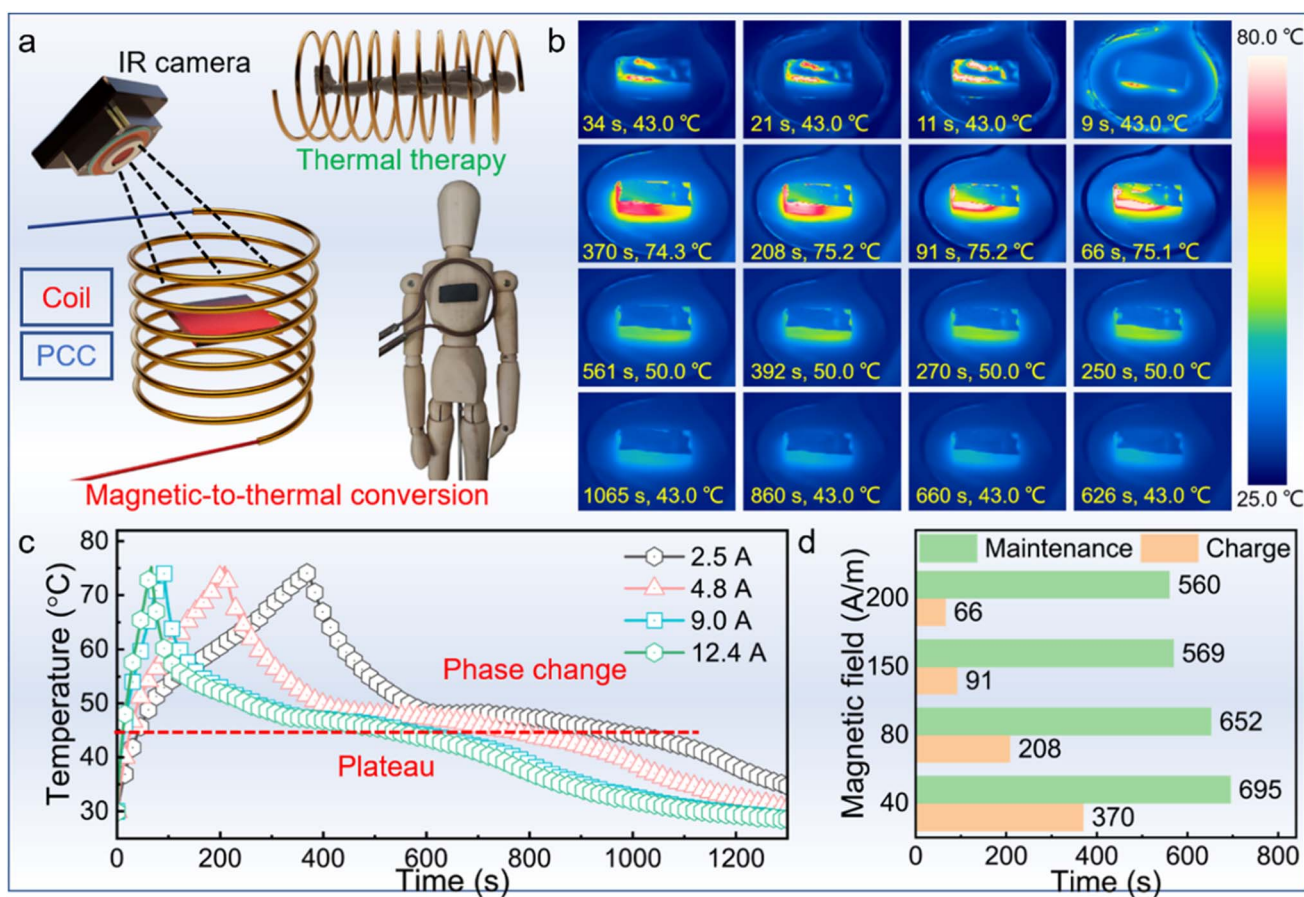 a
IR camera
Thermal therapy
Coil
PCC
Magnetic-to-thermal conversion
b
34 s, 43.0 ℃
21 s, 43.0 ℃
11 s, 43.0 ℃
9 s, 43.0 ℃
370 s, 74.3 ℃
208 s, 75.2 ℃
91 s, 75.2 ℃
66 s, 75.1 ℃
561 s, 50.0 ℃
392 s, 50.0 ℃
270 s, 50.0 ℃
250 s, 50.0 ℃
1065 s, 43.0 ℃
860 s, 43.0 ℃
660 s, 43.0 ℃
626 s, 43.0 ℃
80.0 ℃
25.0 ℃
c
Temperature (°C)
80
70
60
50
40
30
2.5 A
4.8 A
9.0 A
12.4 A
Phase change
Plateau
0
200
400
600
800
1000
1200
Time (s)
d
Magnetic field (A/m)
Maintenance
Charge
200
560
66
150
569
91
80
652
208
40
695
370
0
200
400
600
800
Time (s)